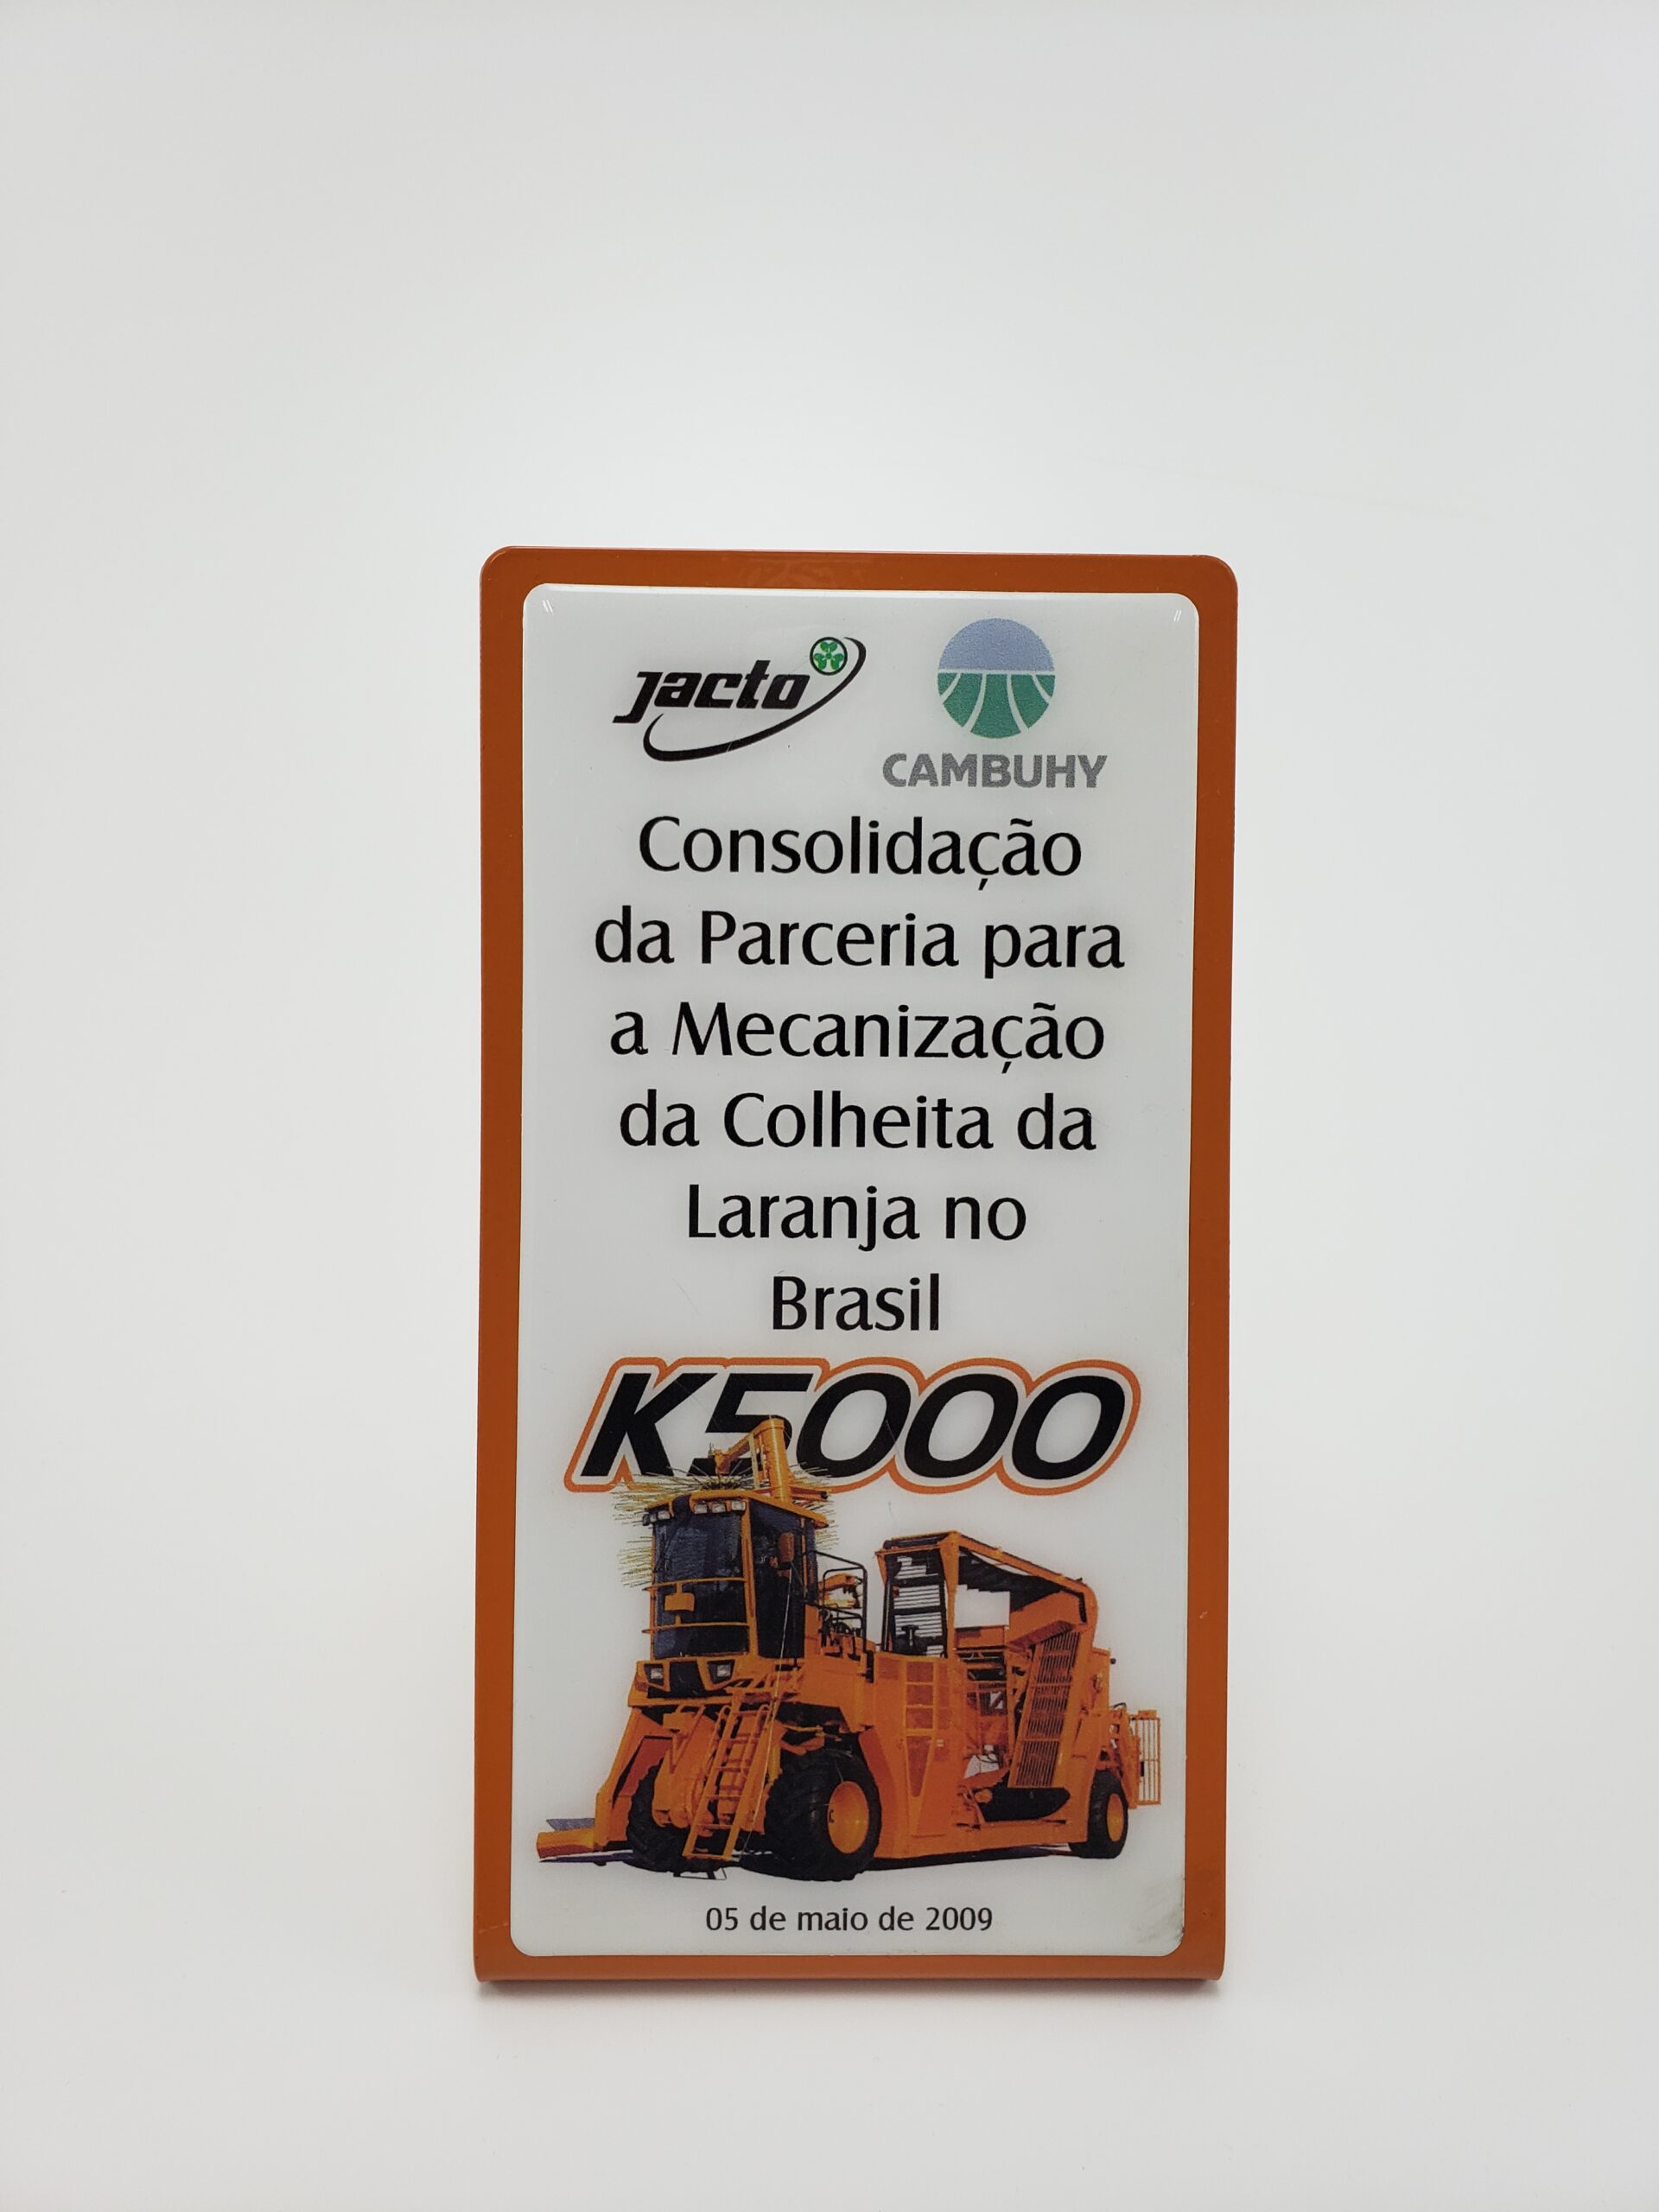 Jacto
CAMBUHY
Consolidação
da Parceria para
a Mecanização
da Colheita da
Laranja no
Brasil
K5000
05 de maio de 2009